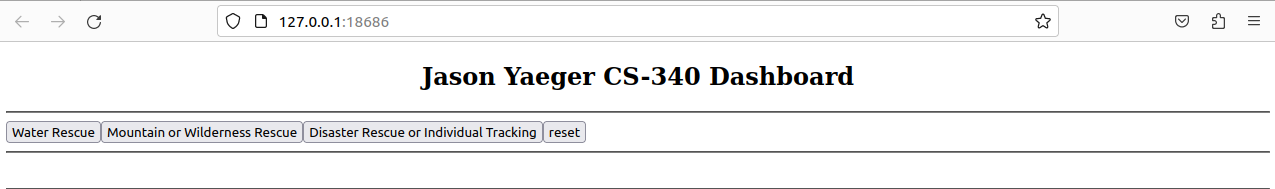 127.0.0.1:18686
Jason Yaeger CS-340 Dashboard
Water Rescue Mountain or Wilderness Rescue Disaster Rescue or Individual Tracking reset